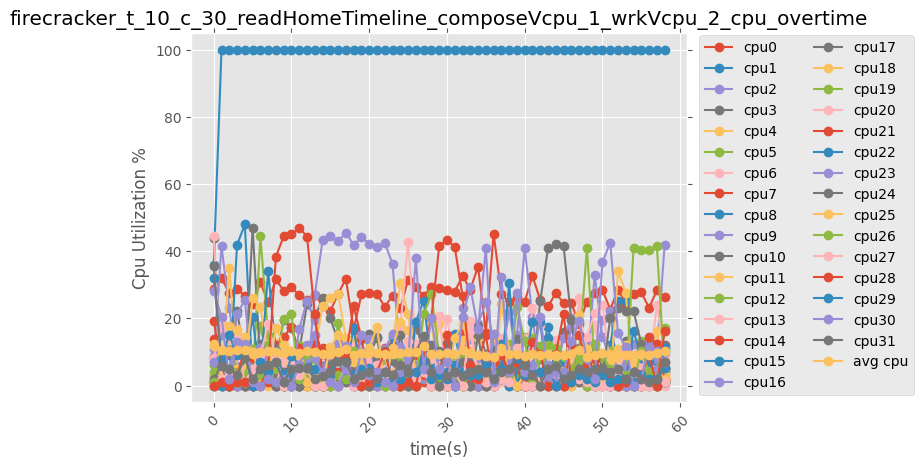 firecracker_t_10_c_30_readHomeTimeline_composeVcpu_1_wrkVcpu_2_cpu_overtime
Cpu Utilization %
100
80
60
40
20
0
0
10
20
30
40
50
60
time(s)
cpu0
cpu1
cpu2
cpu3
cpu4
cpu5
cpu6
cpu7
cpu8
cpu9
cpu10
cpu11
cpu12
cpu13
cpu14
cpu15
cpu16
cpu17
cpu18
cpu19
cpu20
cpu21
cpu22
cpu23
cpu24
cpu25
cpu26
cpu27
cpu28
cpu29
cpu30
cpu31
avg cpu